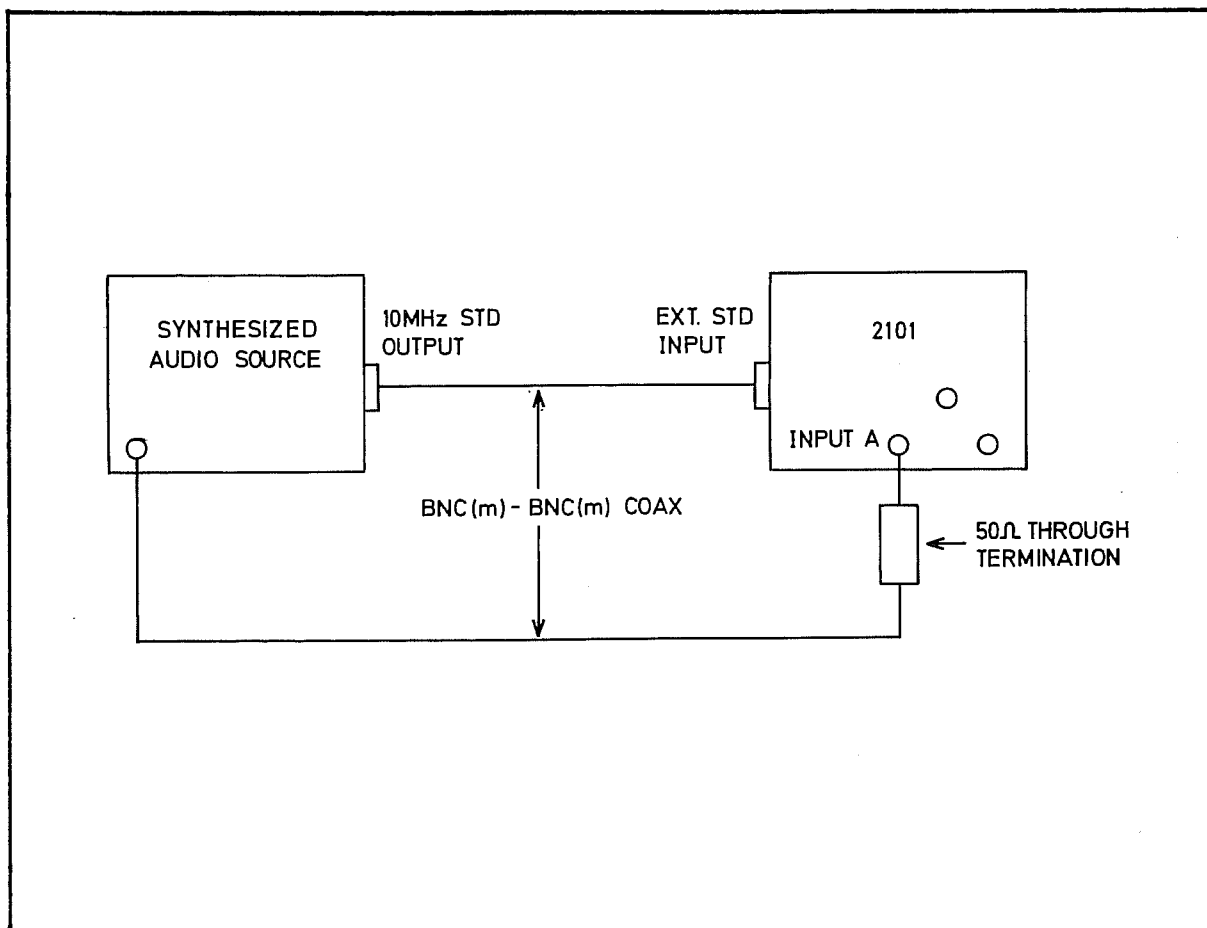 SYNTHESIZED
AUDIO SOURCE
10MHz STD
OUTPUT
EXT. STD
INPUT
2101
INPUT A
BNC(m) - BNC(m) COAX
50Ω THROUGH
TERMINATION